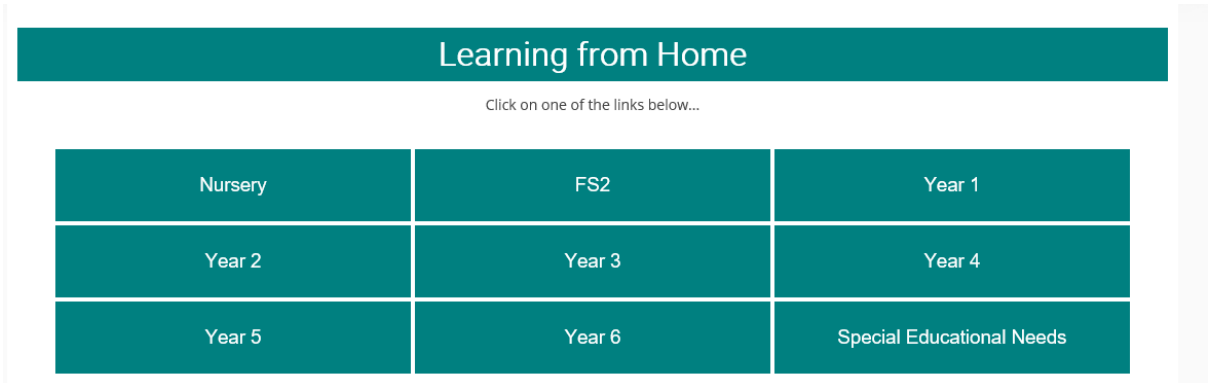 Learning from Home
Click on one of the links below...
Nursery FS2 Year 1
Year 2 Year 3 Year 4
Year 5 Year 6 Special Educational Needs